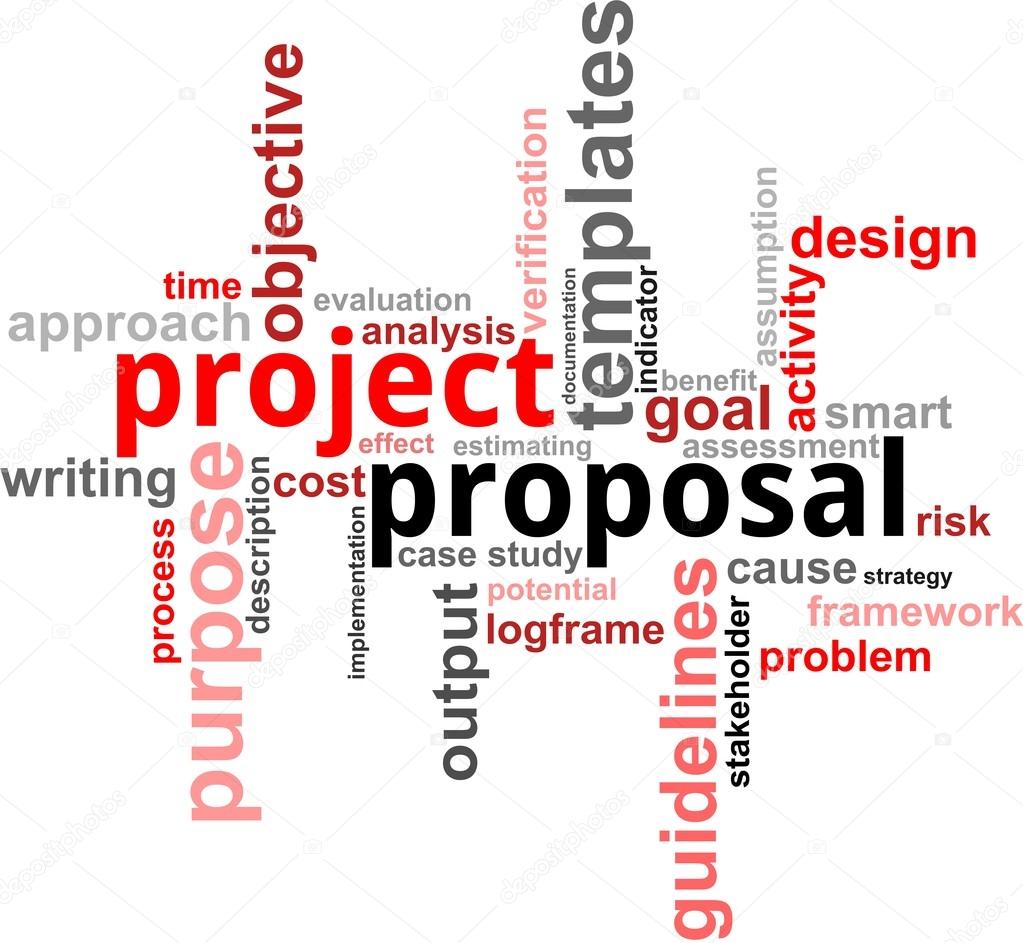 templates
objective
verification
assumption
design
time
evaluation
documentation
indicator
activity
approach
analysis
project
benefit
goal
smart
effect
estimating
assessment
writing
purpose
description
cost
proposal
risk
process
implementation
case study
cause
strategy
output
potential
guidelines
stakeholder
framework
logframe
problem
depositphotos